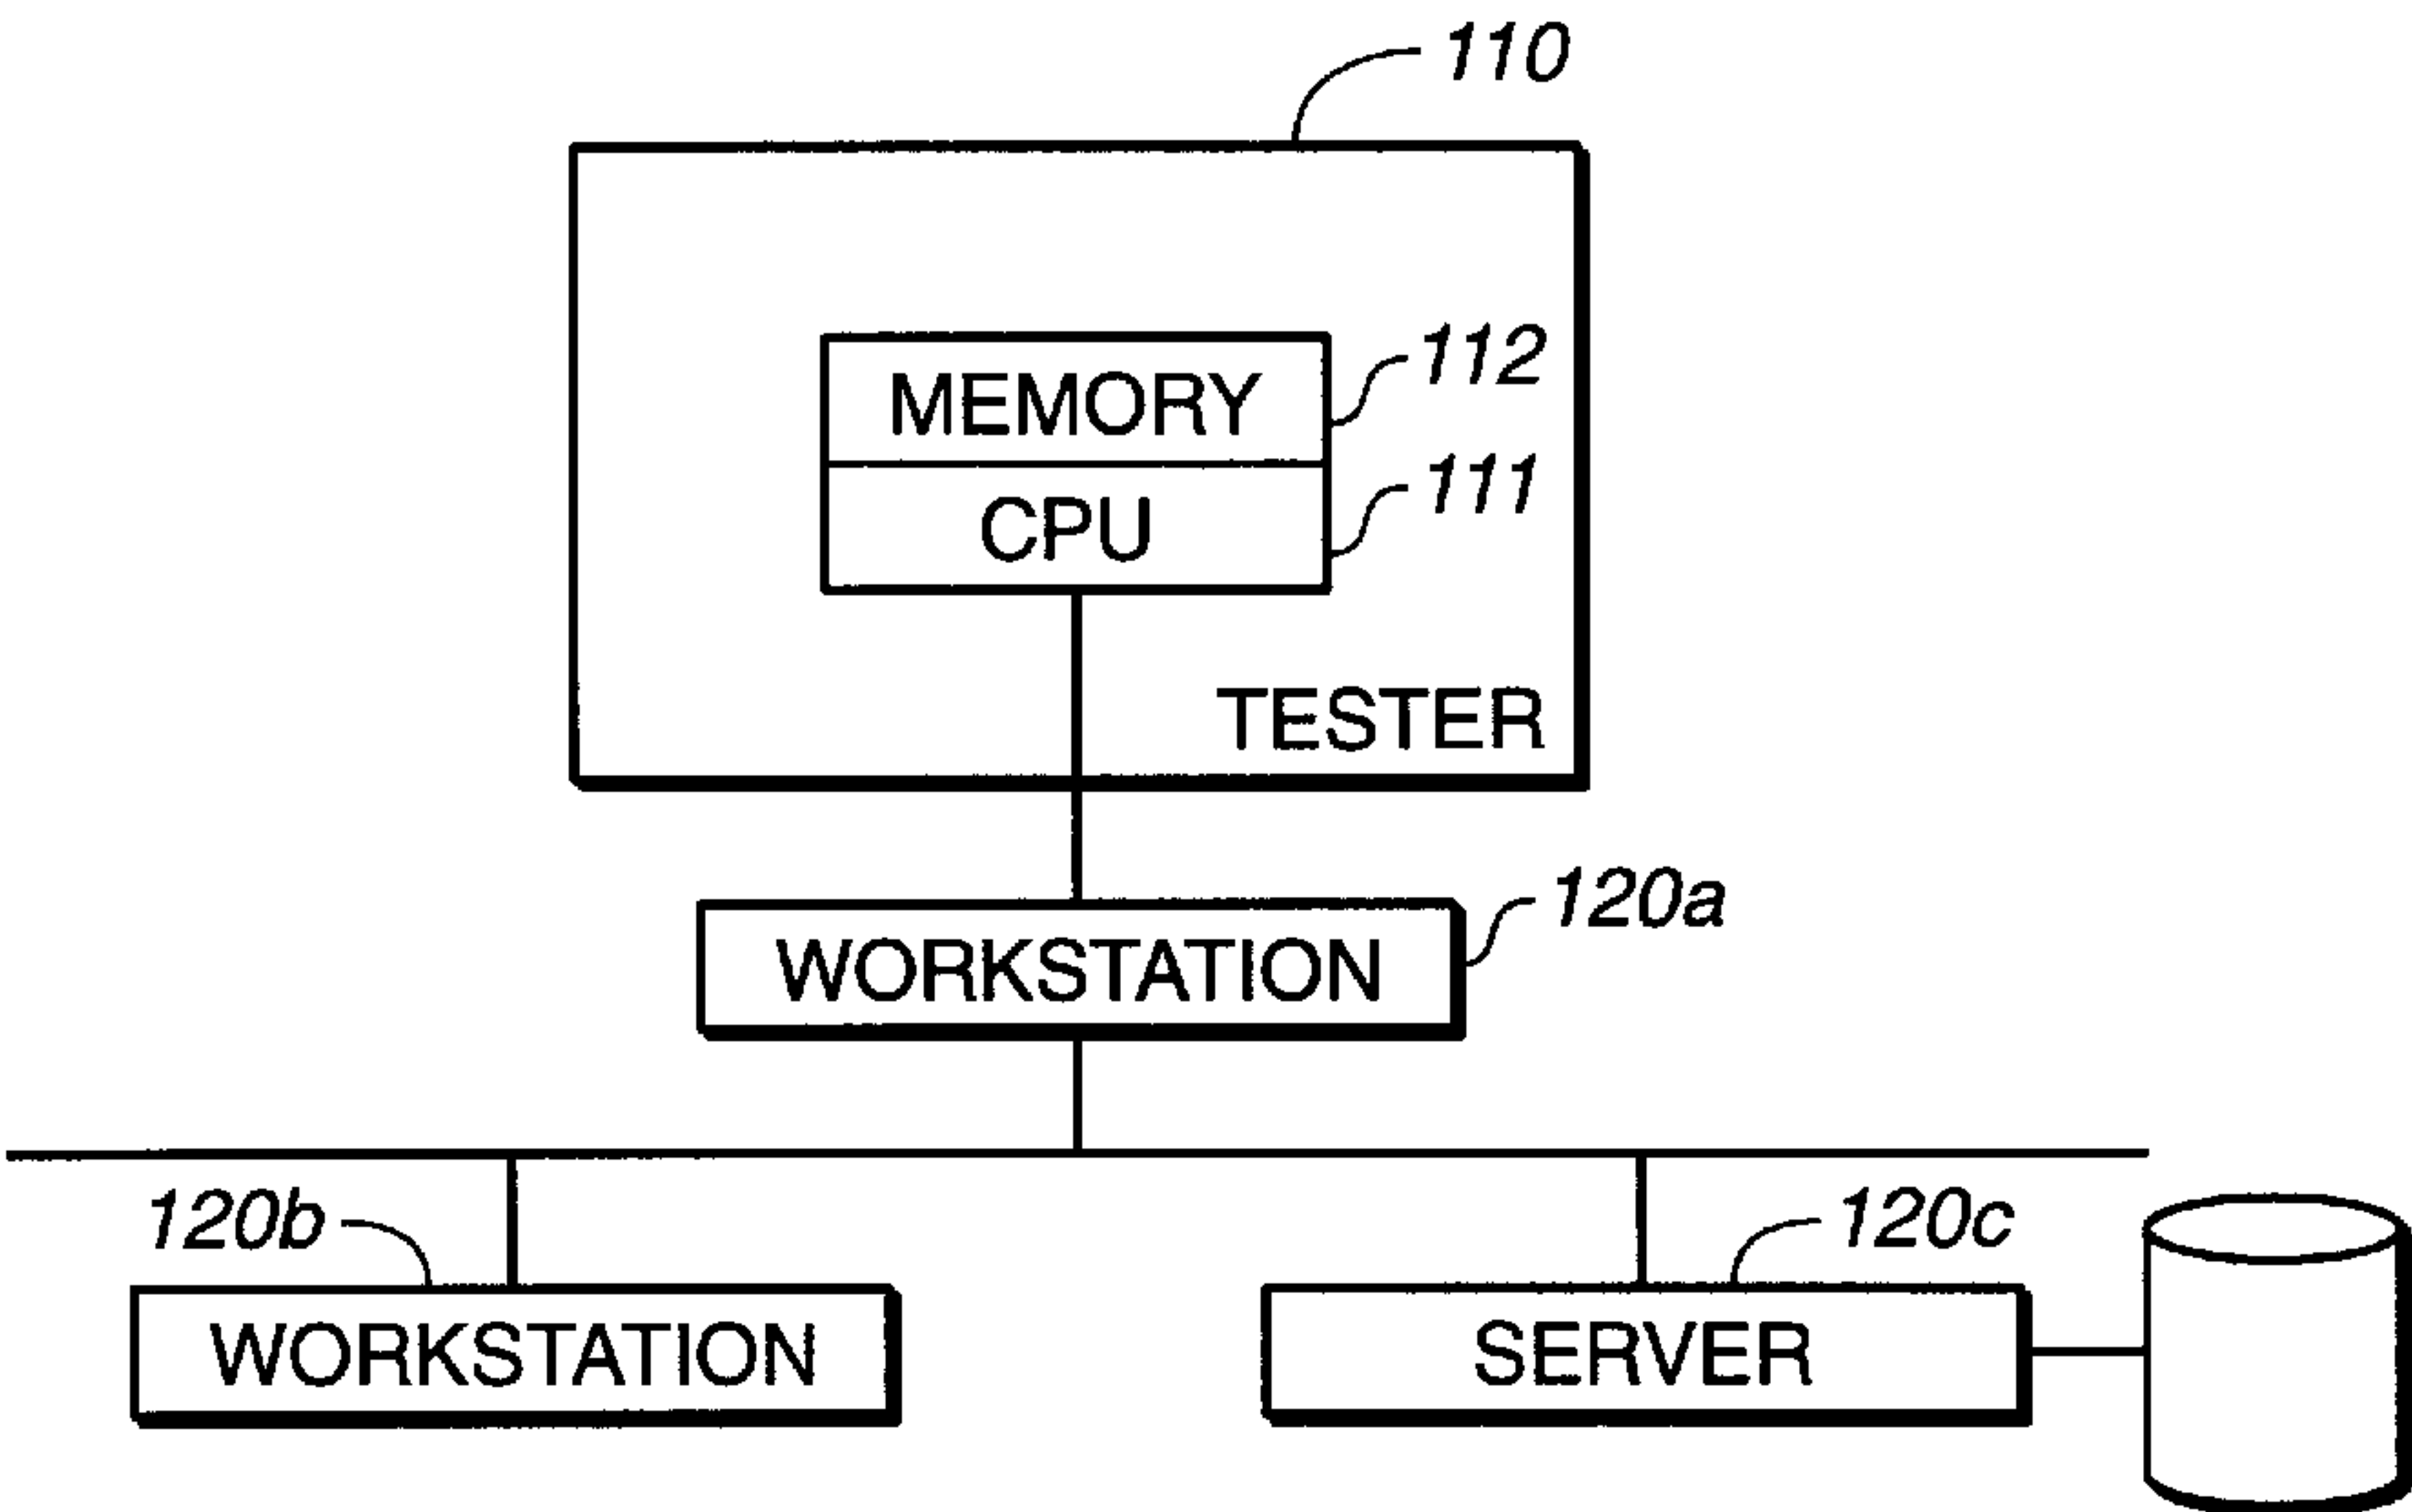 110
MEMORY
112
CPU
111
TESTER
120a
WORKSTATION
120b
120c
WORKSTATION
SERVER